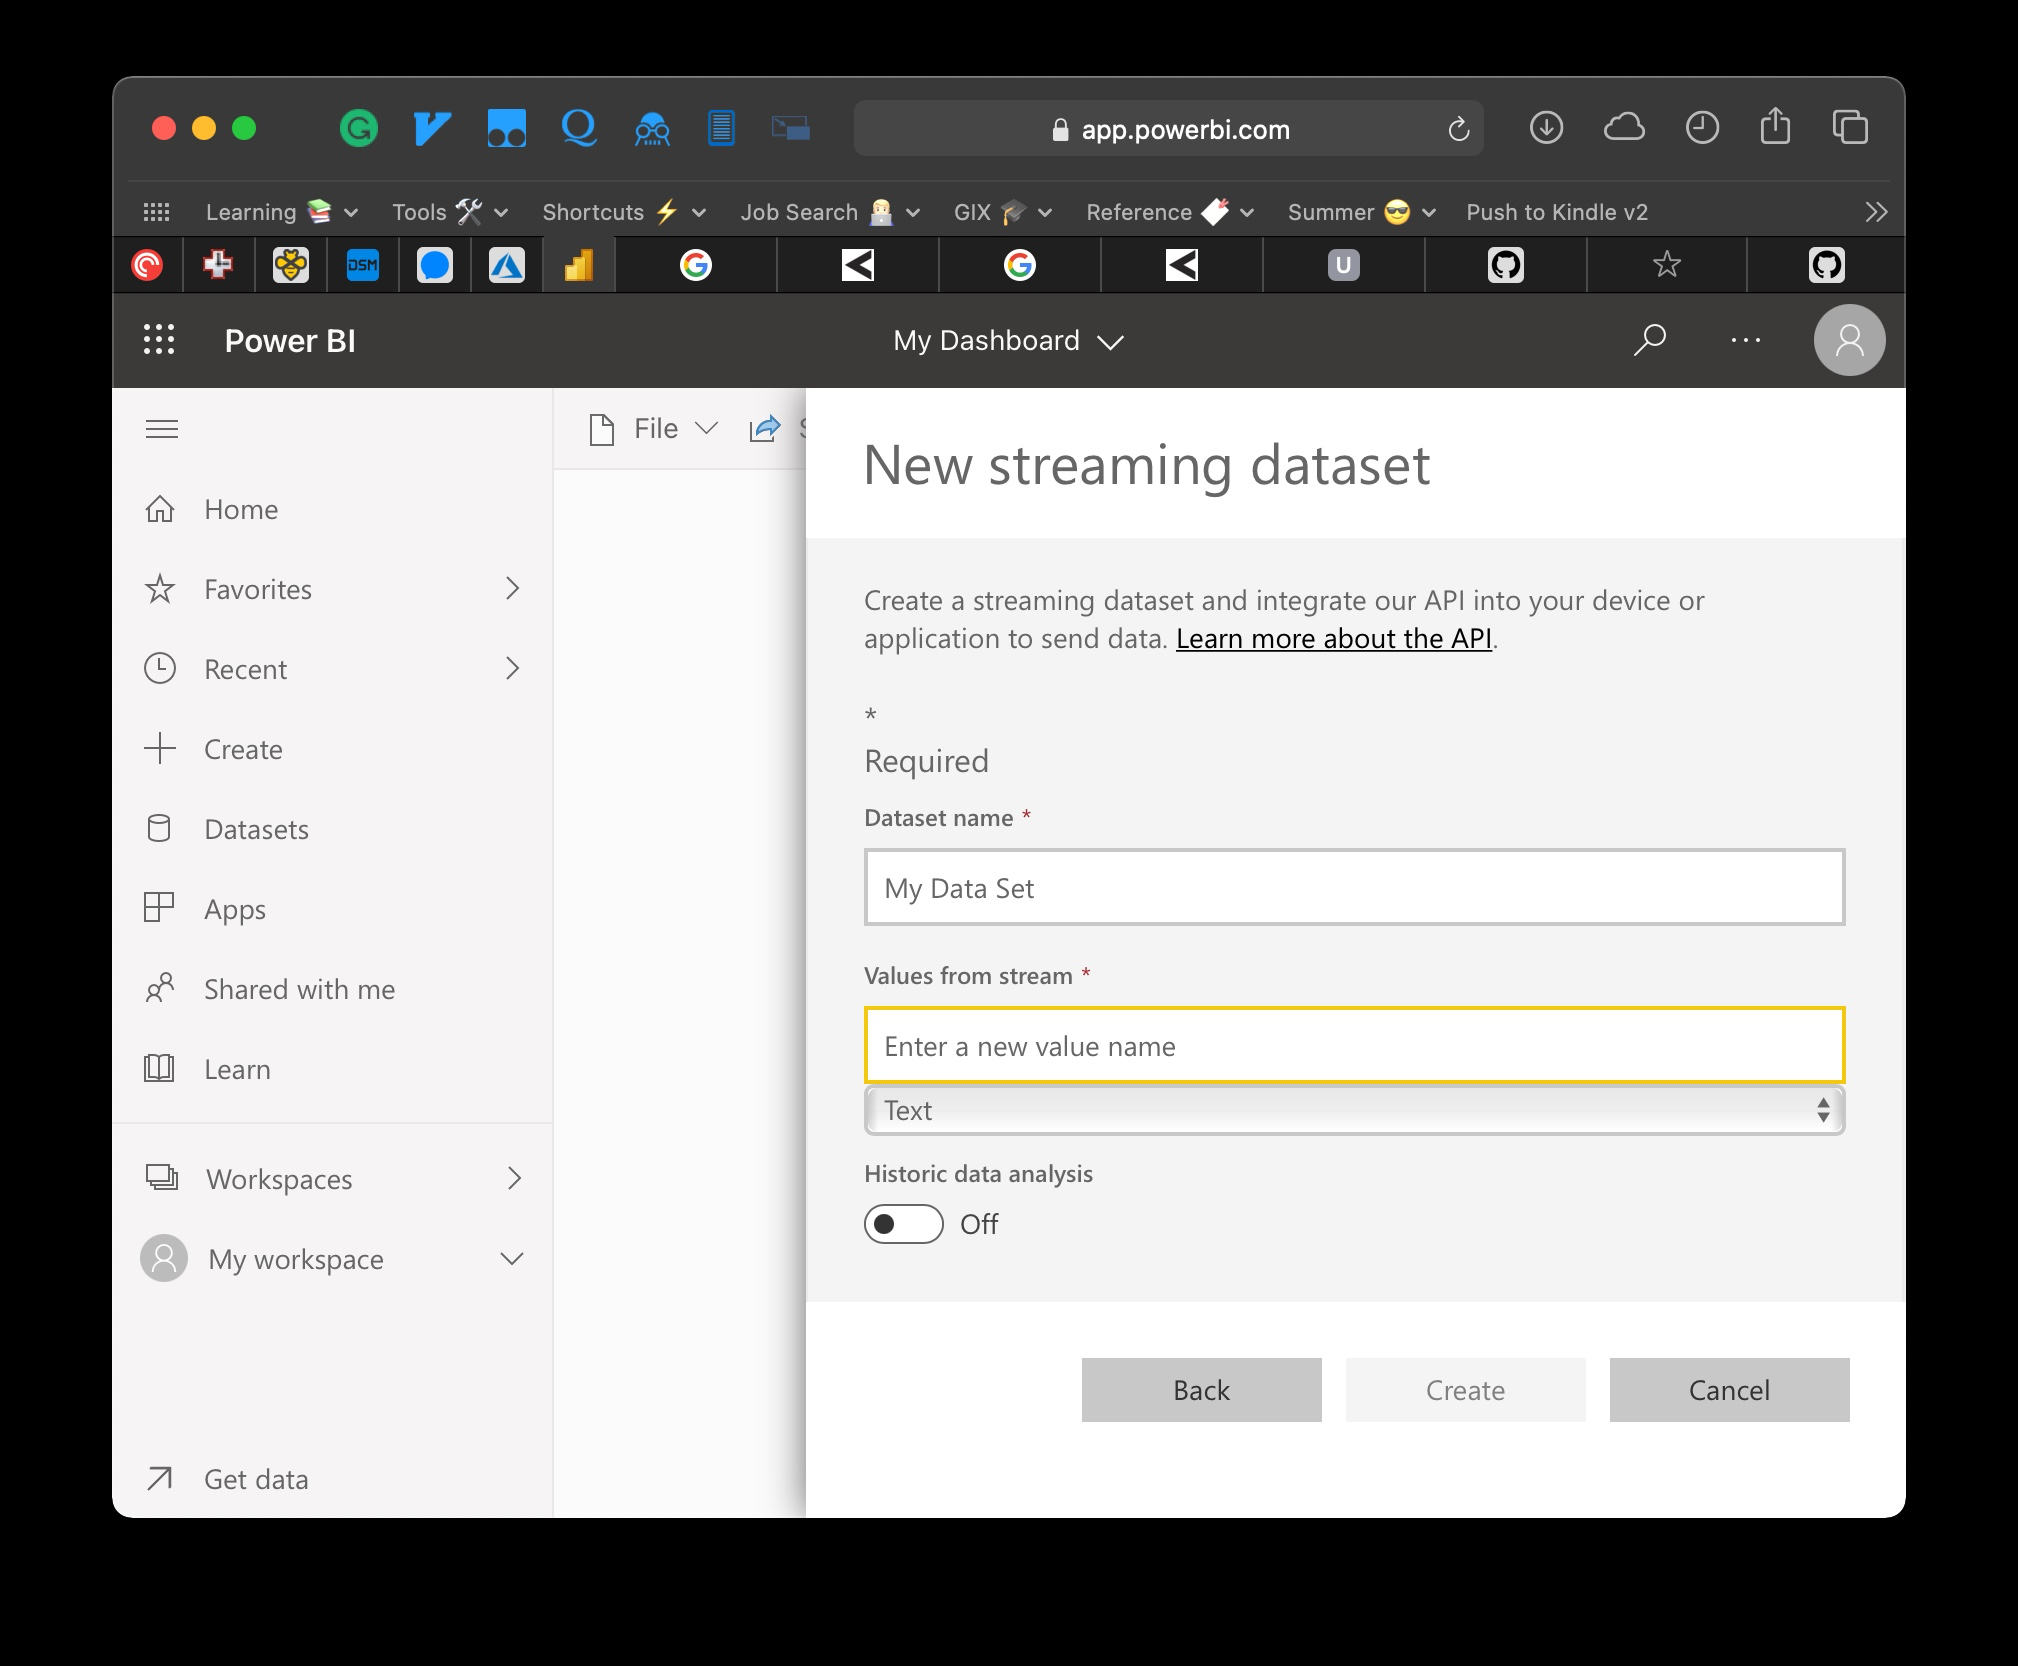 app.powerbi.com
Learning Tools Shortcuts Job Search GIX Reference Summer Push to Kindle v2
DSM U
Power BI My Dashboard
File
New streaming dataset
Home
Favorites
Recent
Create
Datasets
Apps
Shared with me
Learn
Workspaces
My workspace
Get data
Create a streaming dataset and integrate our API into your device or
application to send data. Learn more about the API.
*
Required
Dataset name *
My Data Set
Values from stream *
Enter a new value name
Text
Historic data analysis
Off
Back Create Cancel